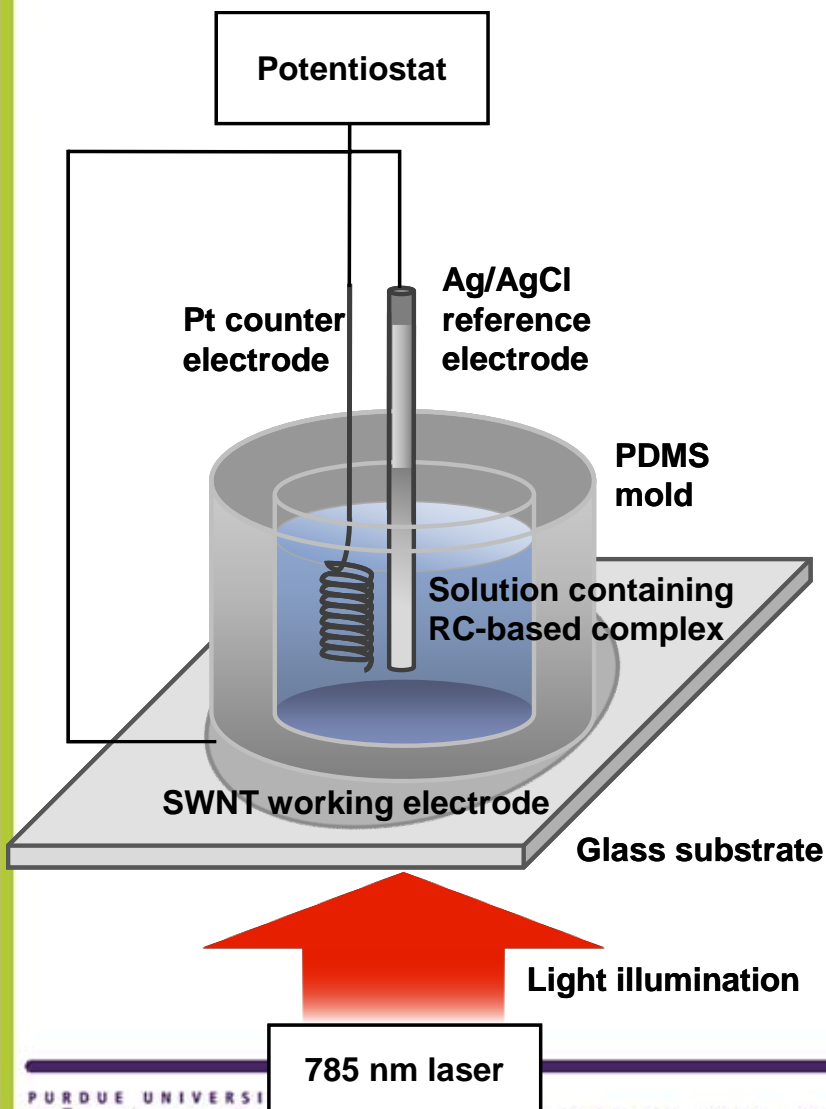 Potentiostat
Ag/AgCl
reference
electrode
Pt counter
electrode
PDMS
mold
Solution containing
RC-based complex
SWNT working electrode
Glass substrate
Light illumination
785 nm laser
PURDUE UNIVERSI